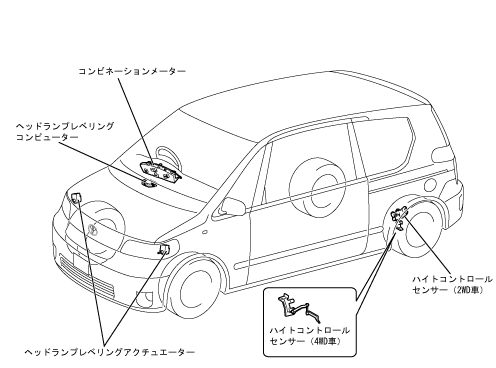 コンビネーションメーター
ヘッドランプレベリング
コンピューター
ハイトコントロール
センサー（2WD車）
ハイトコントロール
センサー（4WD車）
ヘッドランプレベリングアクチュエーター